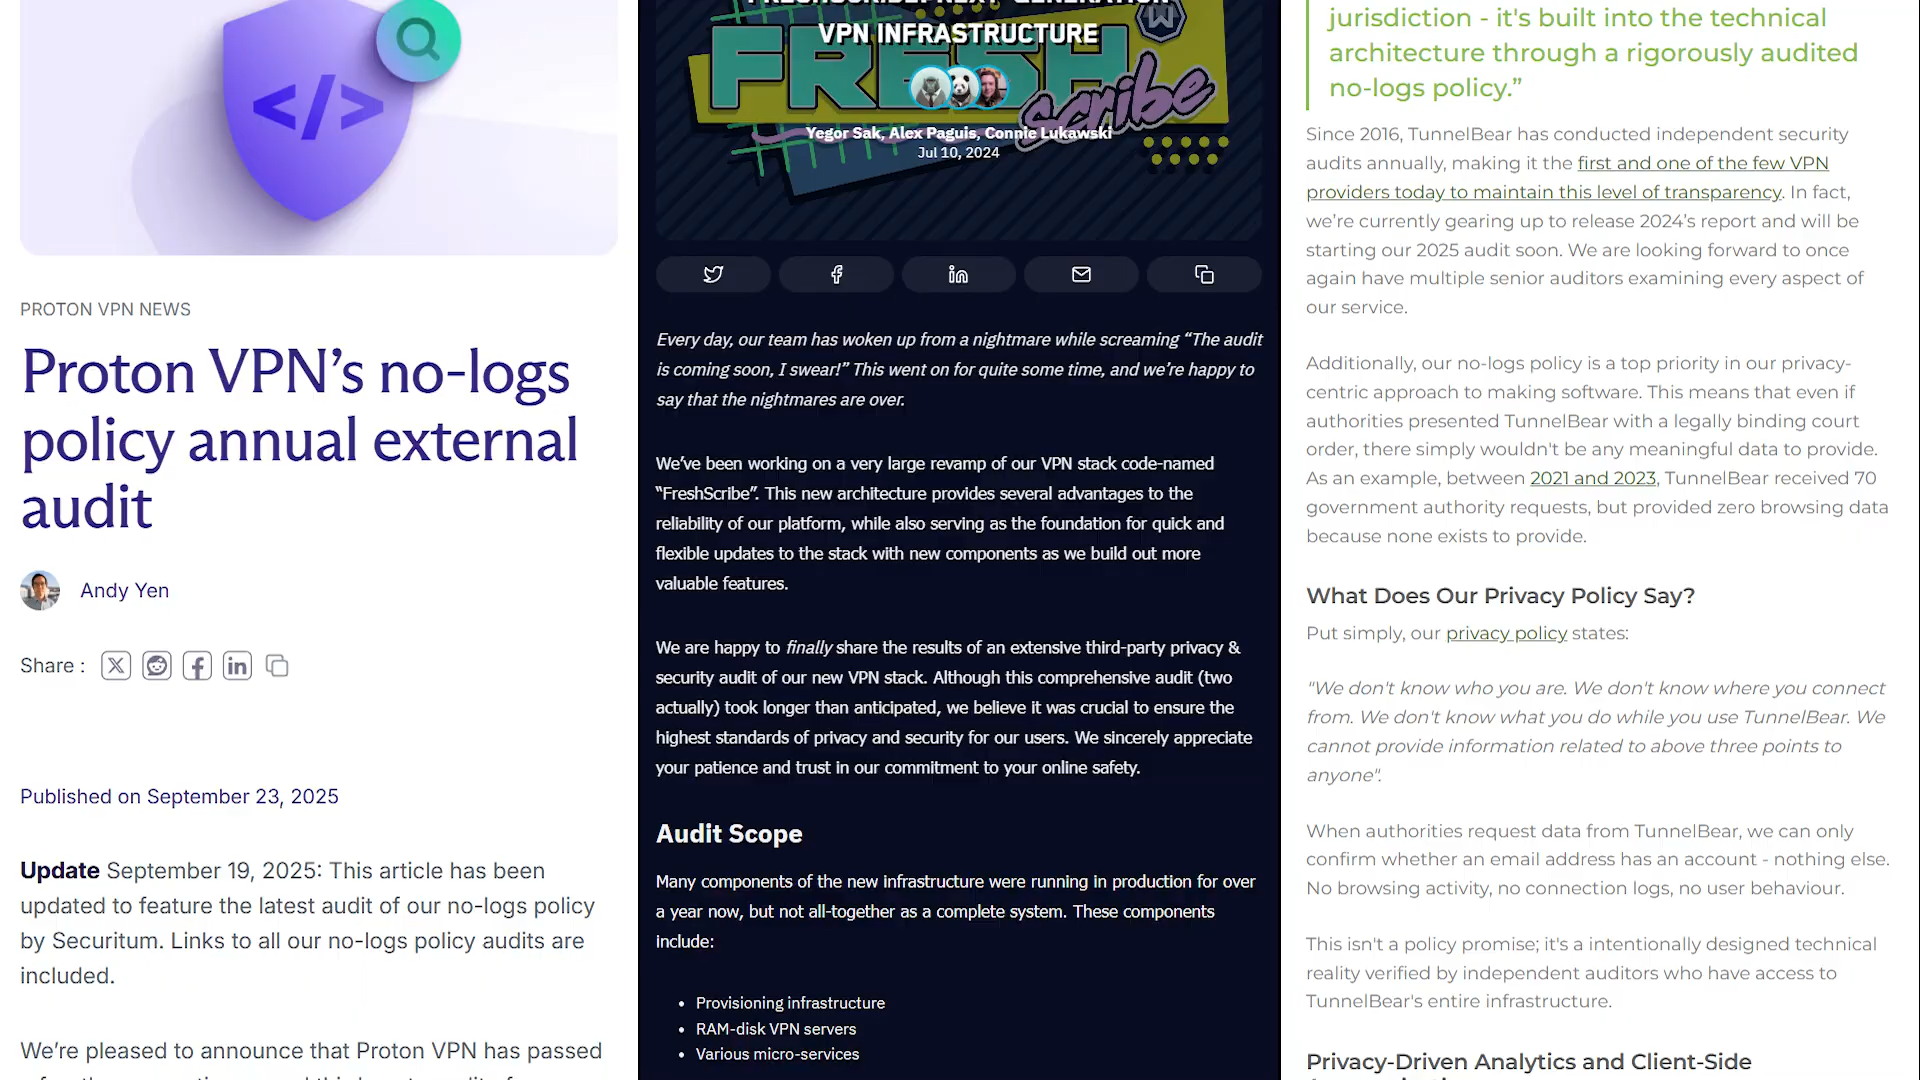 </>
PROTON VPN NEWS
Proton VPN’s no-logs
policy annual external
audit
Andy Yen
Share :
Published on September 23, 2025
Update September 19, 2025: This article has been
updated to feature the latest audit of our no-logs policy
by Securitum. Links to all our no-logs policy audits are
included.
We’re pleased to announce that Proton VPN has passed
VPN INFRASTRUCTURE
FRESH
scribe
Yegor Sak, Alex Paguis, Connie Lukawski
Jul 10, 2024
Every day, our team has woken up from a nightmare while screaming “The audit
is coming soon, I swear!” This went on for quite some time, and we’re happy to
say that the nightmares are over.
We’ve been working on a very large revamp of our VPN stack code-named
“FreshScribe”. This new architecture provides several advantages to the
reliability of our platform, while also serving as the foundation for quick and
flexible updates to the stack with new components as we build out more
valuable features.
We are happy to finally share the results of an extensive third-party privacy &
security audit of our new VPN stack. Although this comprehensive audit (two
actually) took longer than anticipated, we believe it was crucial to ensure the
highest standards of privacy and security for our users. We sincerely appreciate
your patience and trust in our commitment to your online safety.
Audit Scope
Many components of the new infrastructure were running in production for over
a year now, but not all-together as a complete system. These components
include:
• Provisioning infrastructure
• RAM-disk VPN servers
• Various micro-services
jurisdiction - it's built into the technical
architecture through a rigorously audited
no-logs policy.”
Since 2016, TunnelBear has conducted independent security
audits annually, making it the first and one of the few VPN
providers today to maintain this level of transparency. In fact,
we’re currently gearing up to release 2024’s report and will be
starting our 2025 audit soon. We are looking forward to once
again have multiple senior auditors examining every aspect of
our service.
Additionally, our no-logs policy is a top priority in our privacy-
centric approach to making software. This means that even if
authorities presented TunnelBear with a legally binding court
order, there simply wouldn't be any meaningful data to provide.
As an example, between 2021 and 2023, TunnelBear received 70
government authority requests, but provided zero browsing data
because none exists to provide.
What Does Our Privacy Policy Say?
Put simply, our privacy policy states:
"We don't know who you are. We don't know where you connect
from. We don't know what you do while you use TunnelBear. We
cannot provide information related to above three points to
anyone".
When authorities request data from TunnelBear, we can only
confirm whether an email address has an account - nothing else.
No browsing activity, no connection logs, no user behaviour.
This isn't a policy promise; it's a intentionally designed technical
reality verified by independent auditors who have access to
TunnelBear's entire infrastructure.
Privacy-Driven Analytics and Client-Side